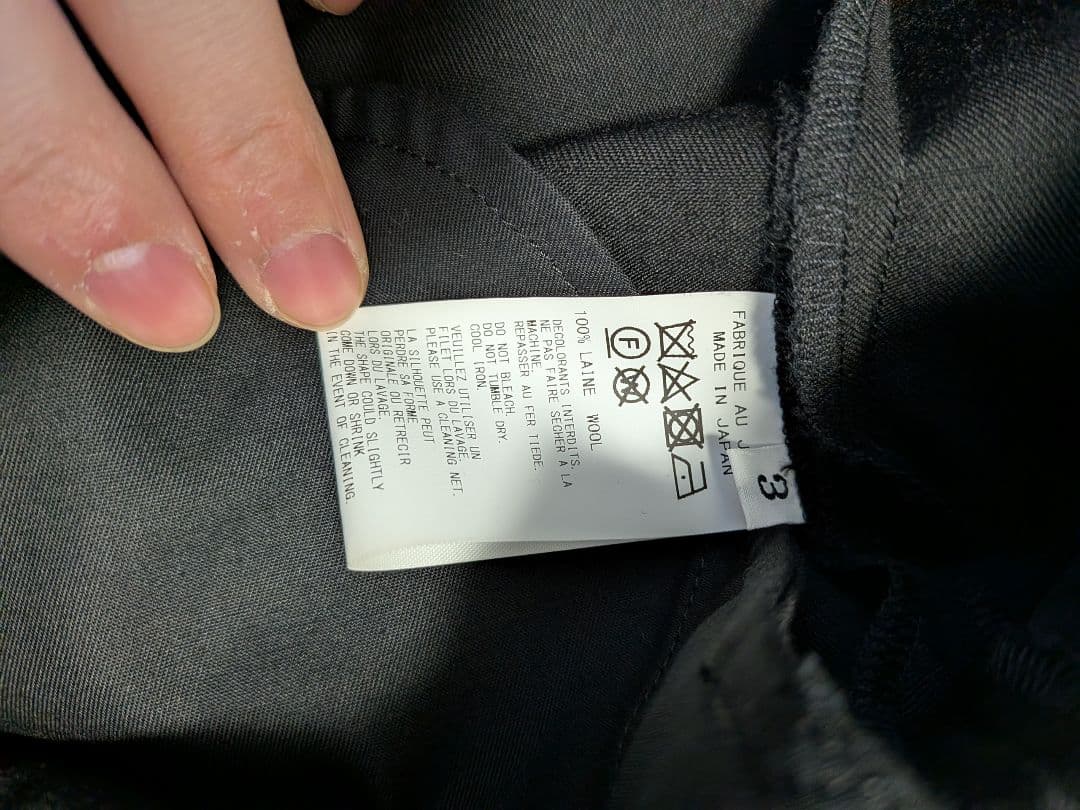 FABRIQUE AU J
MADE IN JAPAN
3
F
W
100% LAINE WOOL
DECOLORANTS INTERDITS.
NE PAS FAIRE SECHER A LA
MACHINE.
REPASSER AU FER TIEDE.
DO NOT BLEACH.
DO NOT TUMBLE DRY.
COOL IRON.
VEUILLEZ UTILISER UN
FILET LORS DU LAVAGE.
PLEASE USE A CLEANING NET.
LA SILHOUETTE PEUT
PERDRE SA FORME
ORIGINALE OU RETRECIR
LORS DU LAVAGE.
THE SHAPE COULD SLIGHTLY
COME DOWN OR SHRINK
IN THE EVENT OF CLEANING.